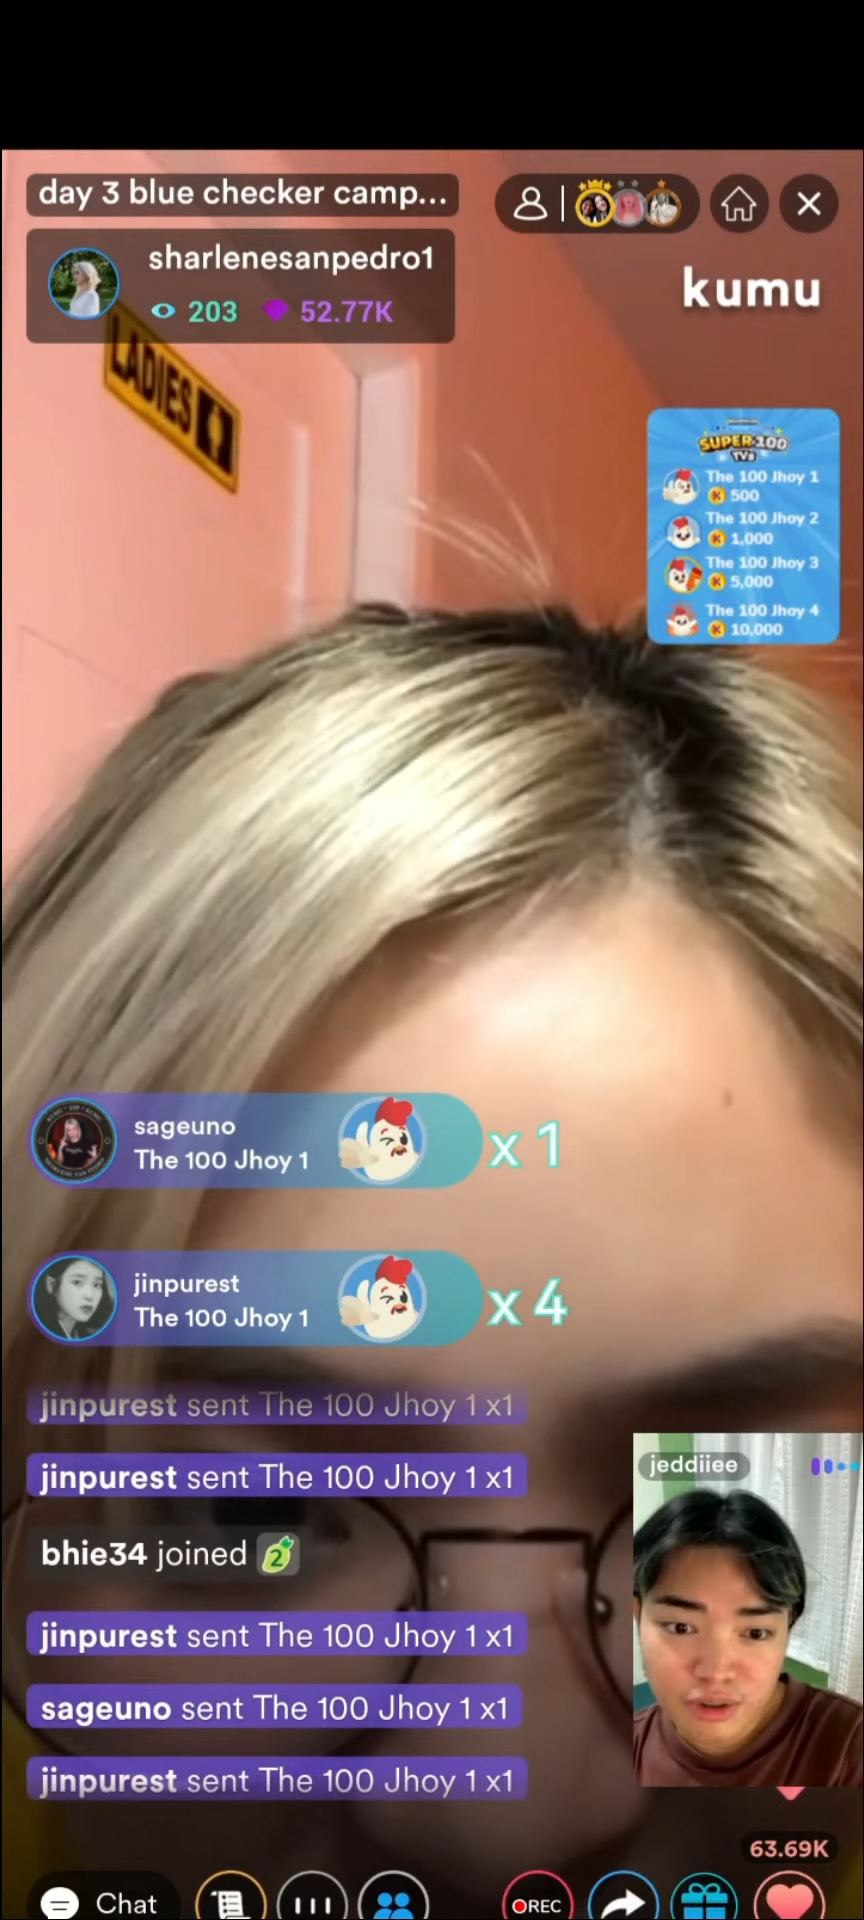 day 3 blue checker camp...
sharlenesanpedro1
203 52.77K
kumu
LADIES
SUPER 100
TVs
The 100 Jhoy 1
K 500
The 100 Jhoy 2
K 1,000
The 100 Jhoy 3
K 5,000
The 100 Jhoy 4
K 10,000
sageuno
The 100 Jhoy 1
x 1
jinpurest
The 100 Jhoy 1
x 4
jinpurest sent The 100 Jhoy 1 x1
jinpurest sent The 100 Jhoy 1 x1
bhie34 joined 2
jinpurest sent The 100 Jhoy 1 x1
sageuno sent The 100 Jhoy 1 x1
jinpurest sent The 100 Jhoy 1 x1
jeddiiee
63.69K
Chat
REC